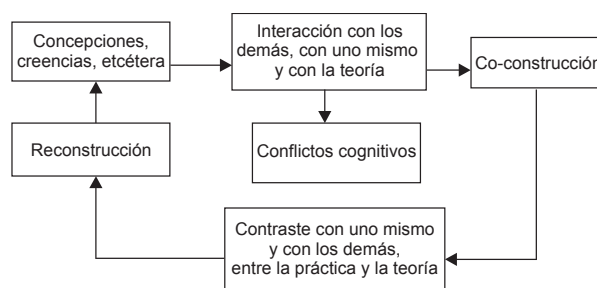 Concepciones,
creencias, etcétera
Interacción con los
demás, con uno mismo
y con la teoría
Co-construcción
Reconstrucción
Conflictos cognitivos
Contraste con uno mismo
y con los demás,
entre la práctica y la teoría